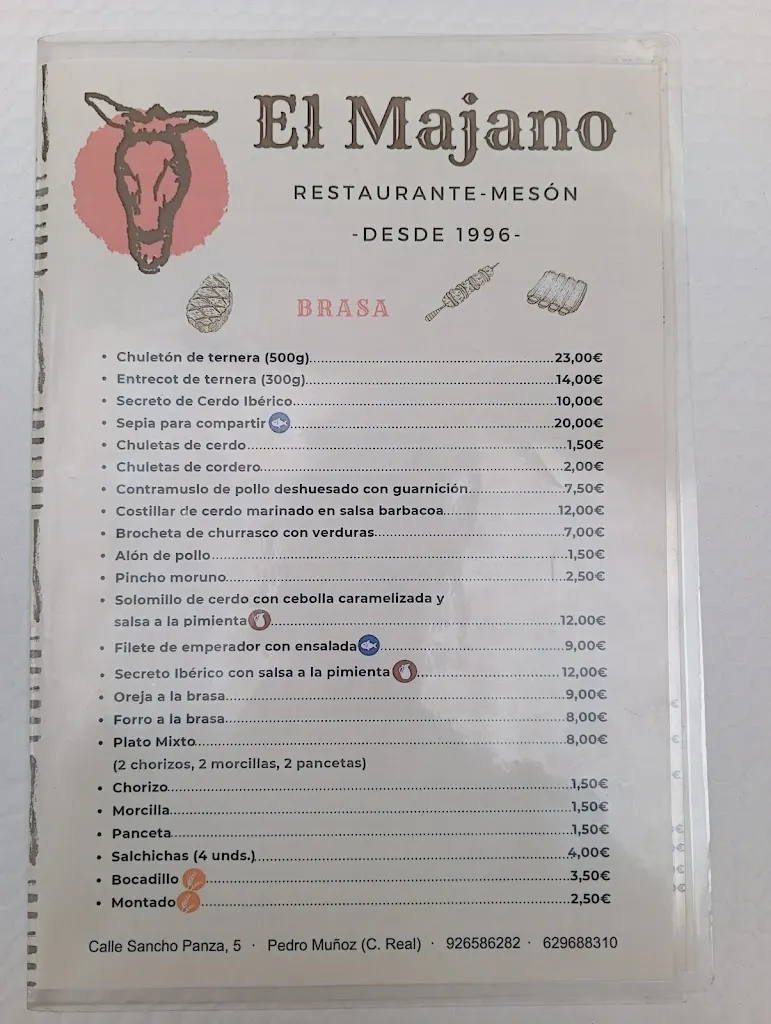 El Majano
RESTAURANTE-MESÓN
-DESDE 1996-
BRASA
• Chuletón de ternera (500g)..........23,00€
• Entrecot de ternera (300g)..........14,00€
• Secreto de Cerdo Ibérico..........10,00€
• Sepia para compartir..........20,00€
• Chuletas de cerdo..........1,50€
• Chuletas de cordero..........2,00€
• Contramuslo de pollo deshuesado con guarnición..........7,50€
• Costillar de cerdo marinado en salsa barbacoa..........12,00€
• Brocheta de churrasco con verduras..........7,00€
• Alón de pollo..........1,50€
• Pincho moruno..........2,50€
• Solomillo de cerdo con cebolla caramelizada y
salsa a la pimienta..........12,00€
• Filete de emperador con ensalada..........9,00€
• Secreto Ibérico con salsa a la pimienta..........12,00€
• Oreja a la brasa..........9,00€
• Forro a la brasa..........8,00€
• Plato Mixto..........8,00€
(2 chorizos, 2 morcillas, 2 pancetas)
• Chorizo..........1,50€
• Morcilla..........1,50€
• Panceta..........1,50€
• Salchichas (4 unds.)..........4,00€
• Bocadillo..........3,50€
• Montado..........2,50€
Calle Sancho Panza, 5 · Pedro Muñoz (C. Real) · 926586282 · 629688310